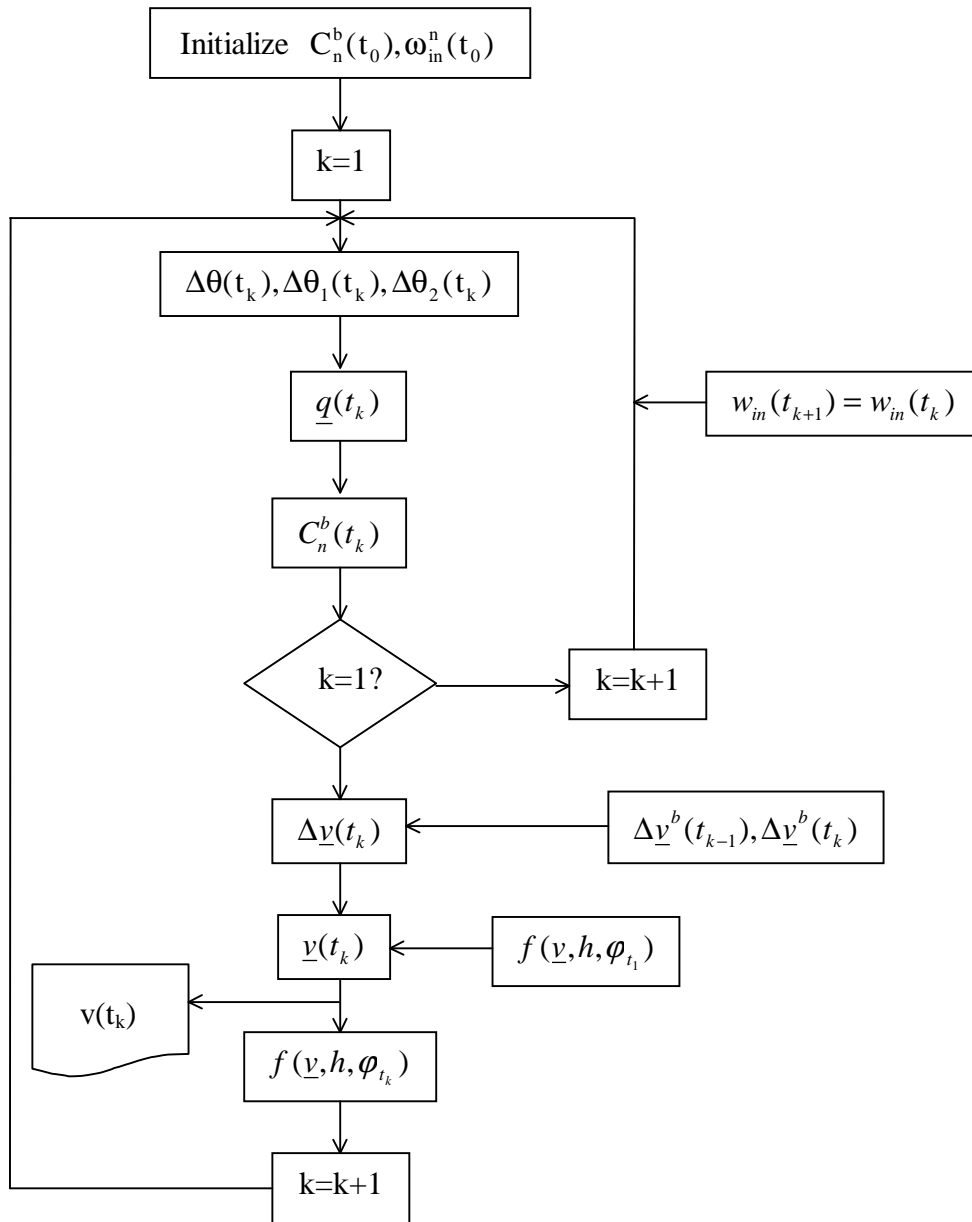 Initialize C_n^b(t_0),ω_in^n(t_0)
k=1
Δθ(t_k),Δθ_1(t_k),Δθ_2(t_k)
q(t_k)
w_in(t_{k+1})=w_in(t_k)
C_n^b(t_k)
k=1?
k=k+1
Δv(t_k)
Δv^b(t_{k-1}),Δv^b(t_k)
v(t_k)
f(v,h,φ_{t_1})
v(t_k)
f(v,h,φ_{t_k})
k=k+1